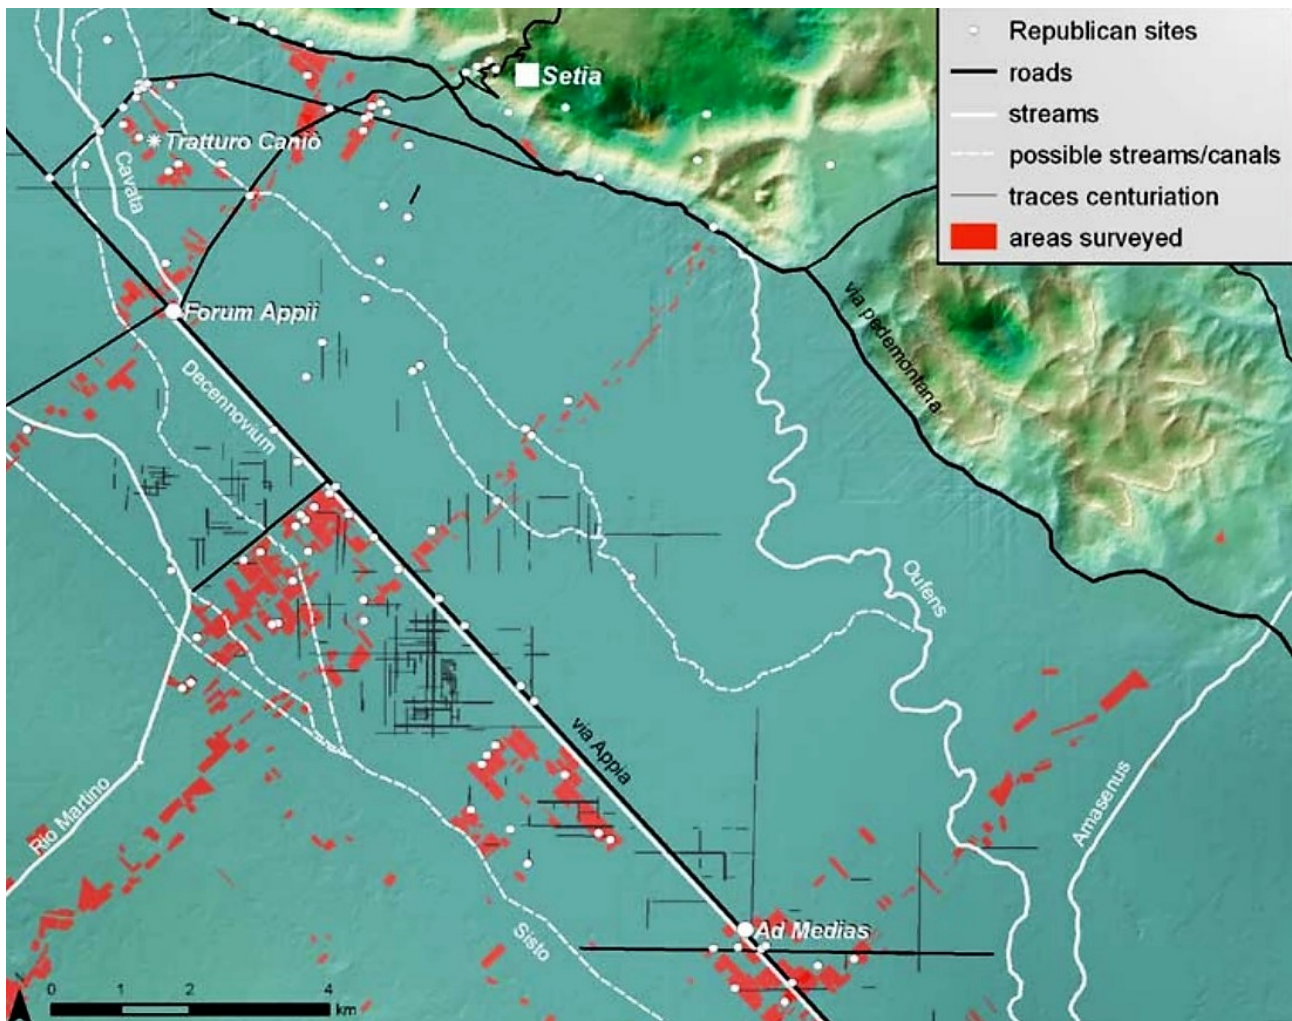 Republican sites
roads
streams
possible streams/canals
traces centuriation
areas surveyed
Setia
Tratturo Caniò
Cavata
Forum Appii
via pedemontana
Decennovium
Oufens
via Appia
Rio Martino
Amasenus
Sisto
Ad Medias
0 1 2 4
km